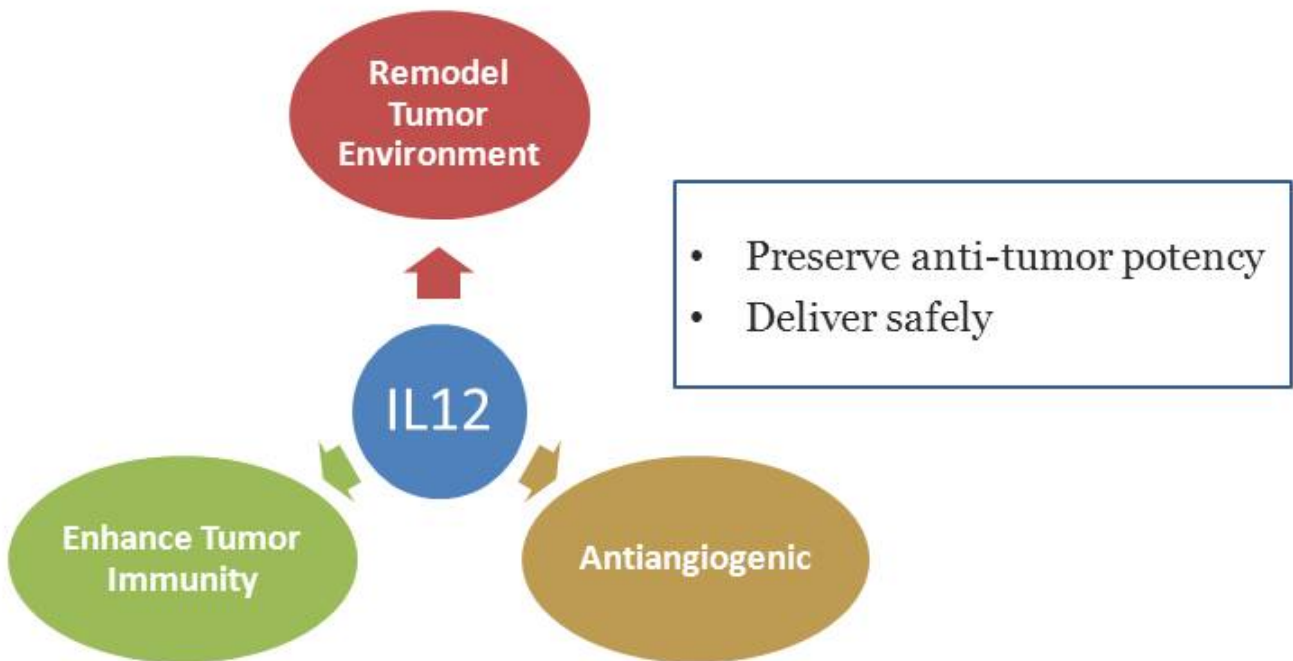 Remodel
Tumor
Environment
• Preserve anti-tumor potency
• Deliver safely
IL12
Enhance Tumor
Immunity
Antiangiogenic